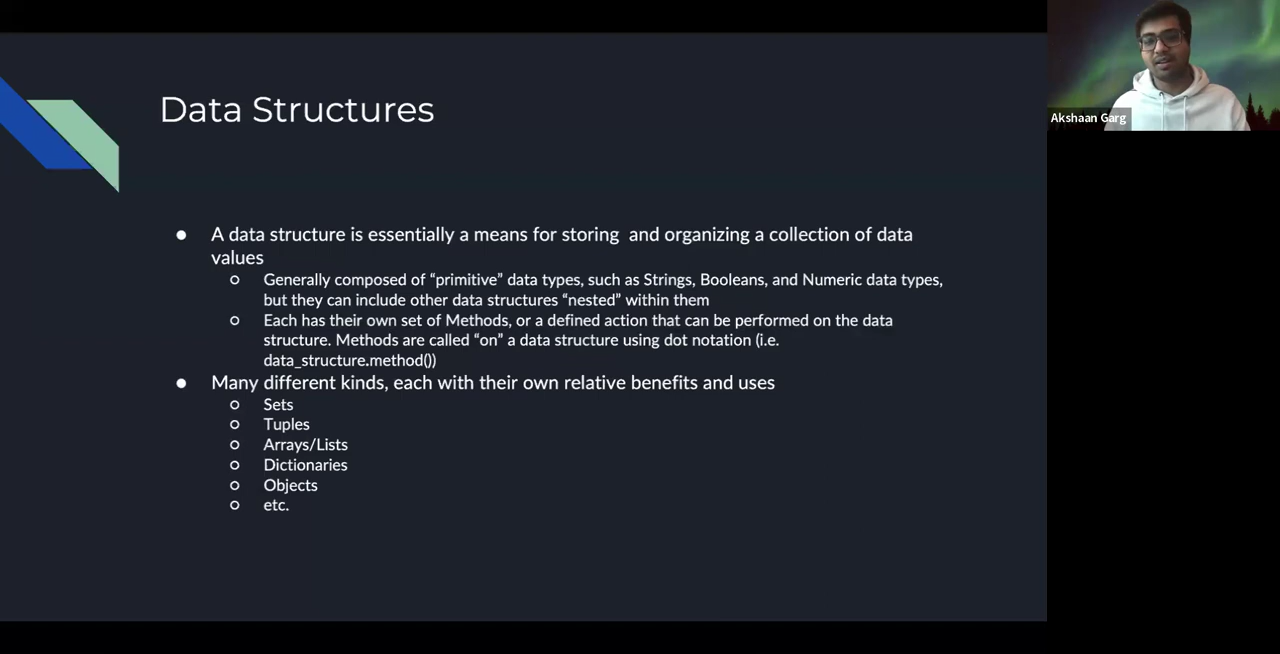 Data Structures
Akshaan Garg
● A data structure is essentially a means for storing and organizing a collection of data
values
○ Generally composed of “primitive” data types, such as Strings, Booleans, and Numeric data types,
but they can include other data structures “nested” within them
○ Each has their own set of Methods, or a defined action that can be performed on the data
structure. Methods are called “on” a data structure using dot notation (i.e.
data_structure.method())
● Many different kinds, each with their own relative benefits and uses
○ Sets
○ Tuples
○ Arrays/Lists
○ Dictionaries
○ Objects
○ etc.